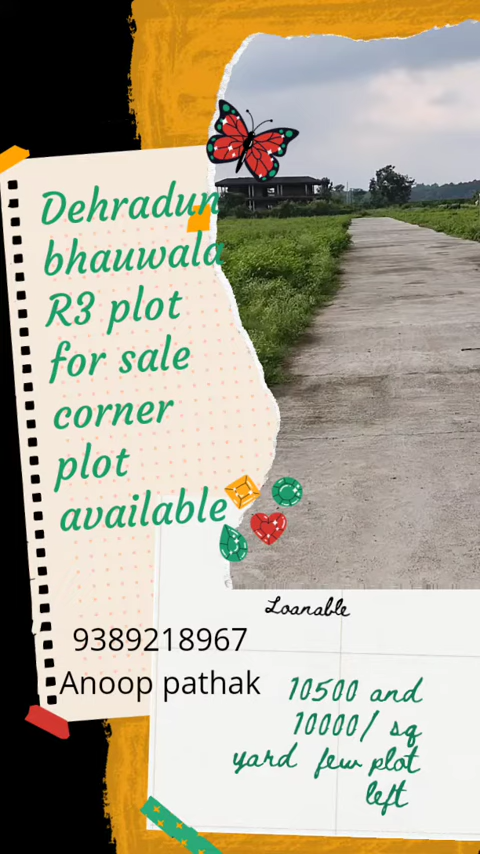 Dehradun
bhauwala
R3 plot
for sale
corner
plot
available
Loanable
9389218967
Anoop pathak
10500 and
10000/ sq
yard few plot
left